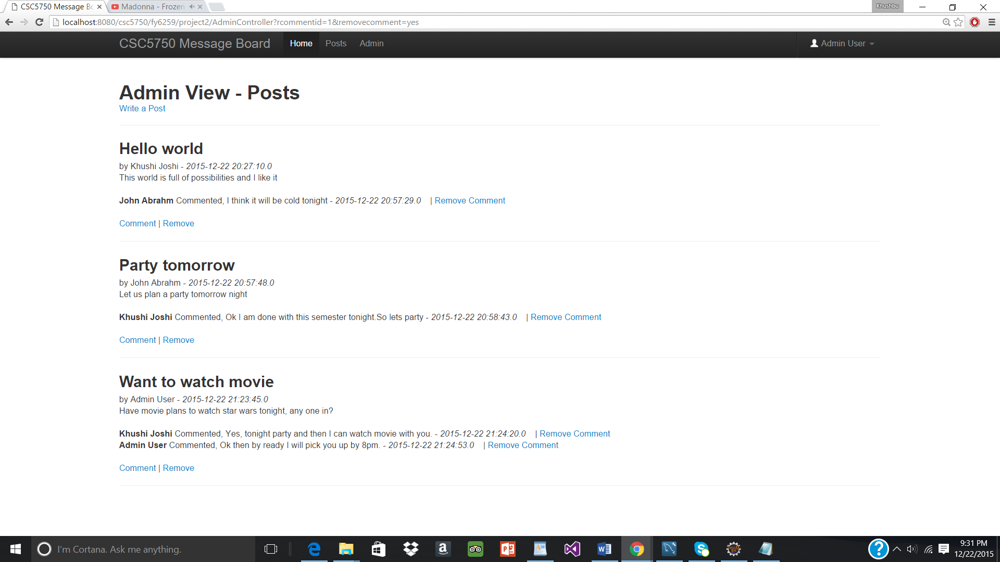 CSC5750 Message Bo
Madonna - Frozen
Khushbu
localhost:8080/csc5750/fy6259/project2/AdminController?rcommentid=1&removecomment=yes
CSC5750 Message Board
Home
Posts
Admin
Admin User
Admin View - Posts
Write a Post
Hello world
by Khushi Joshi - 2015-12-22 20:27:10.0
This world is full of possibilities and I like it
John Abrahm Commented, I think it will be cold tonight - 2015-12-22 20:57:29.0 | Remove Comment
Comment | Remove
Party tomorrow
by John Abrahm - 2015-12-22 20:57:48.0
Let us plan a party tomorrow night
Khushi Joshi Commented, Ok I am done with this semester tonight.So lets party - 2015-12-22 20:58:43.0 | Remove Comment
Comment | Remove
Want to watch movie
by Admin User - 2015-12-22 21:23:45.0
Have movie plans to watch star wars tonight, any one in?
Khushi Joshi Commented, Yes, tonight party and then I can watch movie with you. - 2015-12-22 21:24:20.0 | Remove Comment
Admin User Commented, Ok then by ready I will pick you up by 8pm. - 2015-12-22 21:24:53.0 | Remove Comment
Comment | Remove
I'm Cortana. Ask me anything.
9:31 PM
12/22/2015